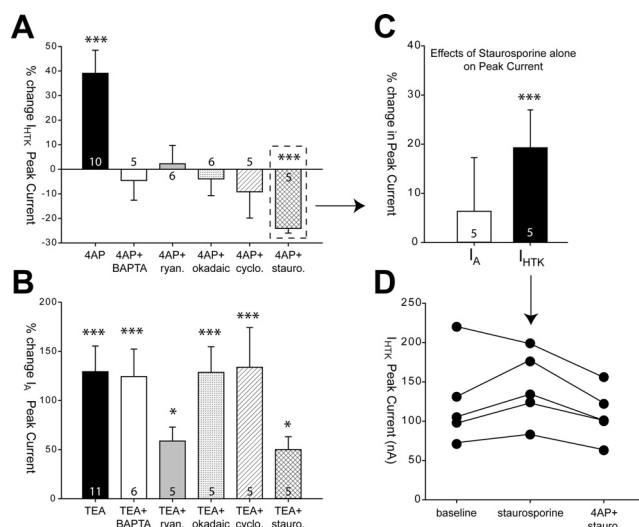 A
% change I_HTK Peak Current
50
40
30
20
10
0
-10
-20
-30
***
10
5
6
6
5
***
5
4AP
4AP+
BAPTA
4AP+
ryan.
4AP+
okadaic
4AP+
cyclo.
4AP+
stauro.
B
% change I_A Peak Current
200
150
100
50
0
***
***
*
***
***
*
11
6
5
5
5
5
TEA
TEA+
BAPTA
TEA+
ryan.
TEA+
okadaic
TEA+
cyclo.
TEA+
stauro.
C
Effects of Staurosporine alone
on Peak Current
% change in Peak Current
40
30
20
10
0
***
5
5
I_A
I_HTK
D
I_HTK Peak Current (nA)
250
200
150
100
50
0
baseline
staurosporine
4AP+
stauro.